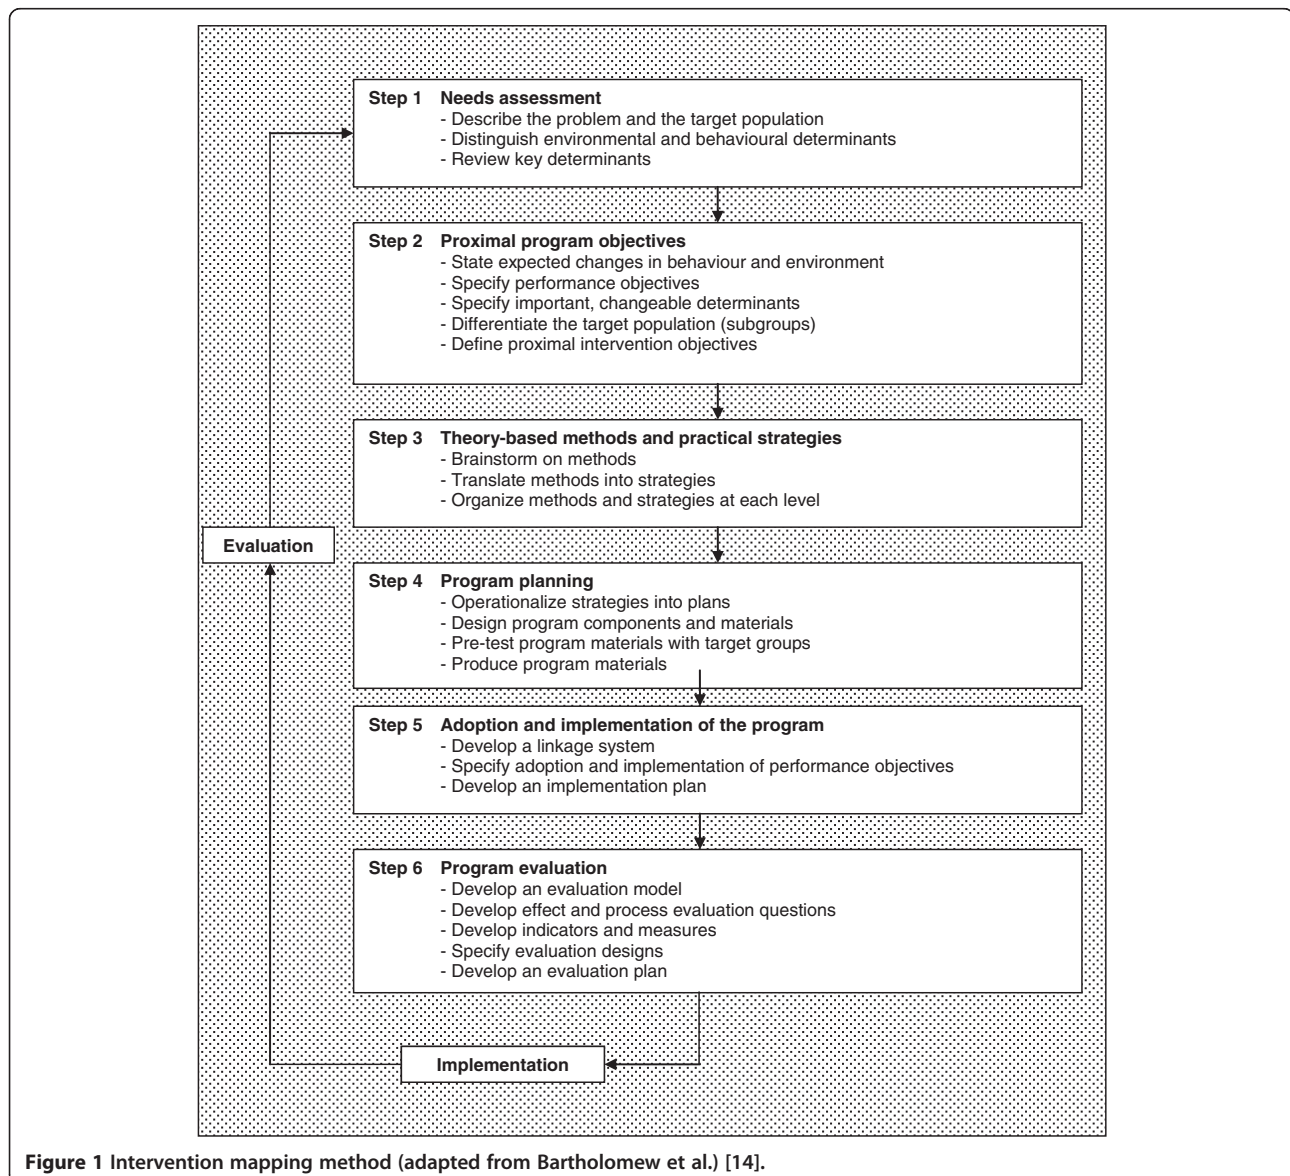 Step 1 Needs assessment
- Describe the problem and the target population
- Distinguish environmental and behavioural determinants
- Review key determinants
Step 2 Proximal program objectives
- State expected changes in behaviour and environment
- Specify performance objectives
- Specify important, changeable determinants
- Differentiate the target population (subgroups)
- Define proximal intervention objectives
Step 3 Theory-based methods and practical strategies
- Brainstorm on methods
- Translate methods into strategies
- Organize methods and strategies at each level
Evaluation
Step 4 Program planning
- Operationalize strategies into plans
- Design program components and materials
- Pre-test program materials with target groups
- Produce program materials
Step 5 Adoption and implementation of the program
- Develop a linkage system
- Specify adoption and implementation of performance objectives
- Develop an implementation plan
Step 6 Program evaluation
- Develop an evaluation model
- Develop effect and process evaluation questions
- Develop indicators and measures
- Specify evaluation designs
- Develop an evaluation plan
Implementation
Figure 1 Intervention mapping method (adapted from Bartholomew et al.) [14].